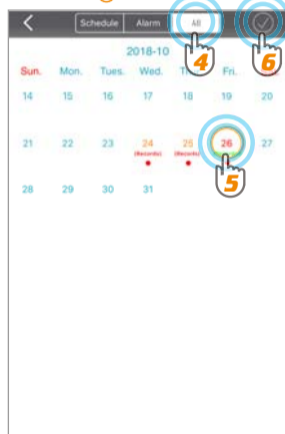 Schedule Alarm All
4 6
2018-10
Sun. Mon. Tues. Wed. Fri.
14 15 16 17 18 19 20
21 22 23 24 25 26 27
(Records) (Records)
5
28 29 30 31